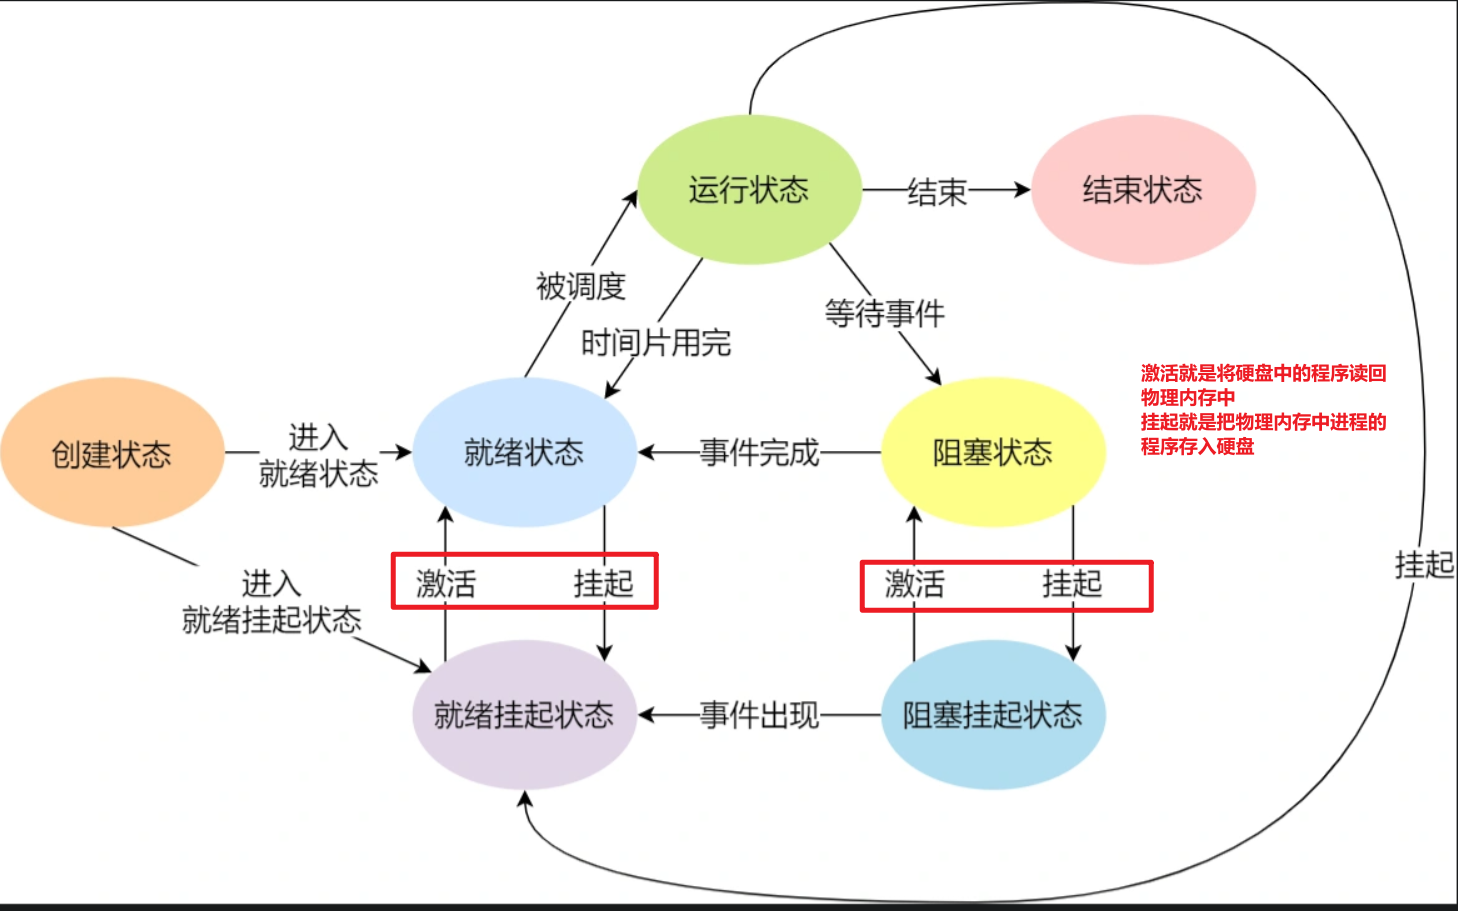 运行状态
结束
结束状态
被调度
时间片用完
等待事件
激活就是将硬盘中的程序读回
物理内存中
挂起就是把物理内存中进程的
程序存入硬盘
创建状态
进入
就绪状态
就绪状态
事件完成
阻塞状态
进入
就绪挂起状态
激活
挂起
激活
挂起
挂起
就绪挂起状态
事件出现
阻塞挂起状态